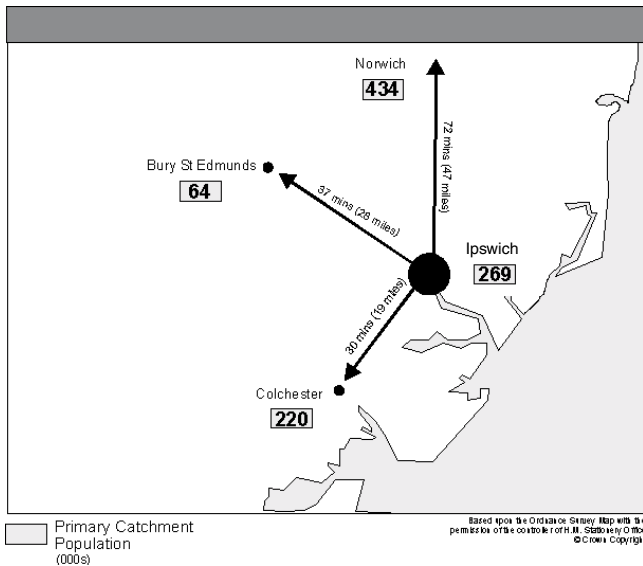 Norwich
434
72 mins (47 miles)
Bury St Edmunds
64
37 mins (28 miles)
Ipswich
269
30 mins (19 miles)
Colchester
220
Primary Catchment
Population
(000s)
Based upon the Ordnance Survey Map with the
permission of the controller of H.M. Stationery Office
© Crown Copyrigh